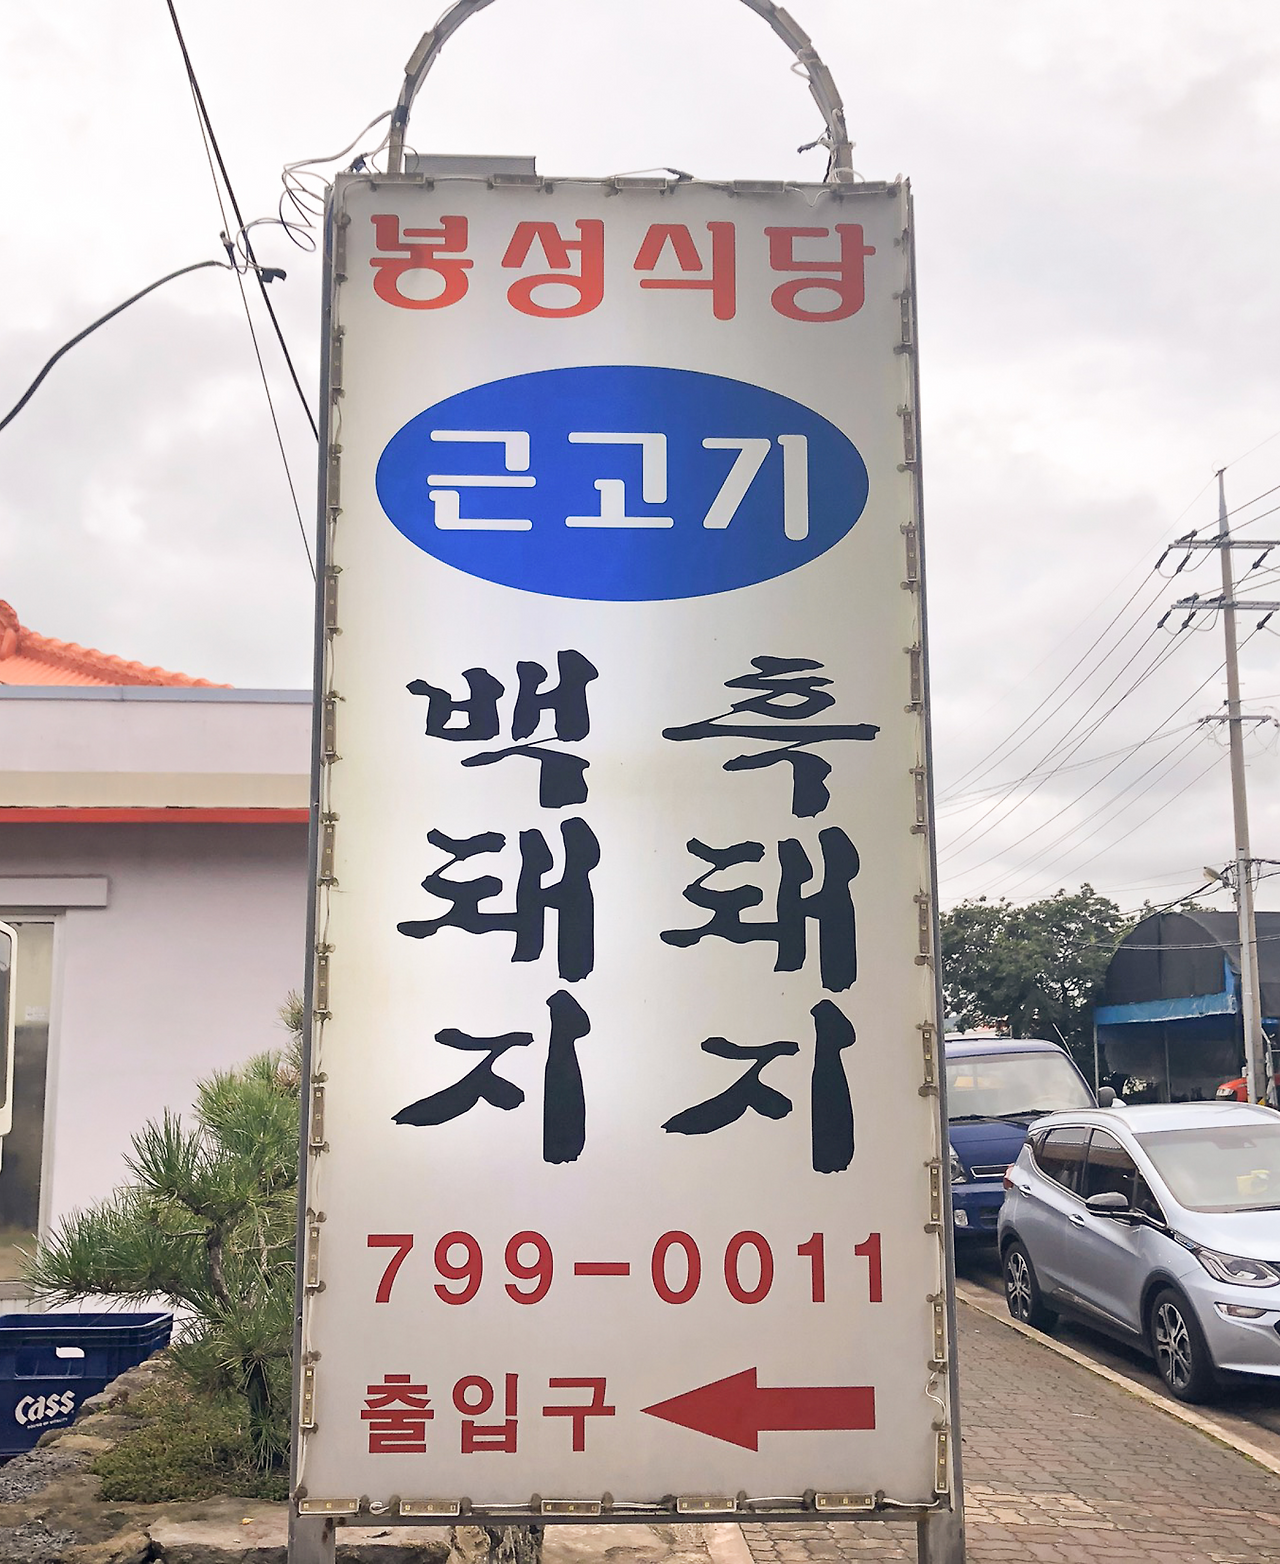 봉성식당
근고기
흑돼지
백돼지
799-0011
출입구
Cass